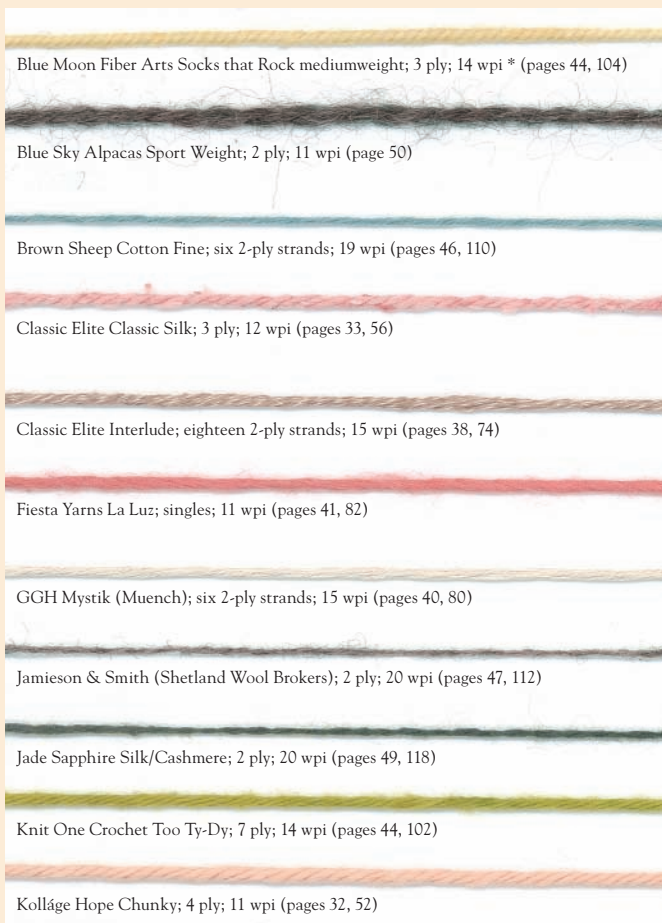 Blue Moon Fiber Arts Socks that Rock mediumweight; 3 ply; 14 wpi * (pages 44, 104)
Blue Sky Alpacas Sport Weight; 2 ply; 11 wpi (page 50)
Brown Sheep Cotton Fine; six 2-ply strands; 19 wpi (pages 46, 110)
Classic Elite Classic Silk; 3 ply; 12 wpi (pages 33, 56)
Classic Elite Interlude; eighteen 2-ply strands; 15 wpi (pages 38, 74)
Fiesta Yarns La Luz; singles; 11 wpi (pages 41, 82)
GGH Mystik (Muench); six 2-ply strands; 15 wpi (pages 40, 80)
Jamieson & Smith (Shetland Wool Brokers); 2 ply; 20 wpi (pages 47, 112)
Jade Sapphire Silk/Cashmere; 2 ply; 20 wpi (pages 49, 118)
Knit One Crochet Too Ty-Dy; 7 ply; 14 wpi (pages 44, 102)
Kolláge Hope Chunky; 4 ply; 11 wpi (pages 32, 52)